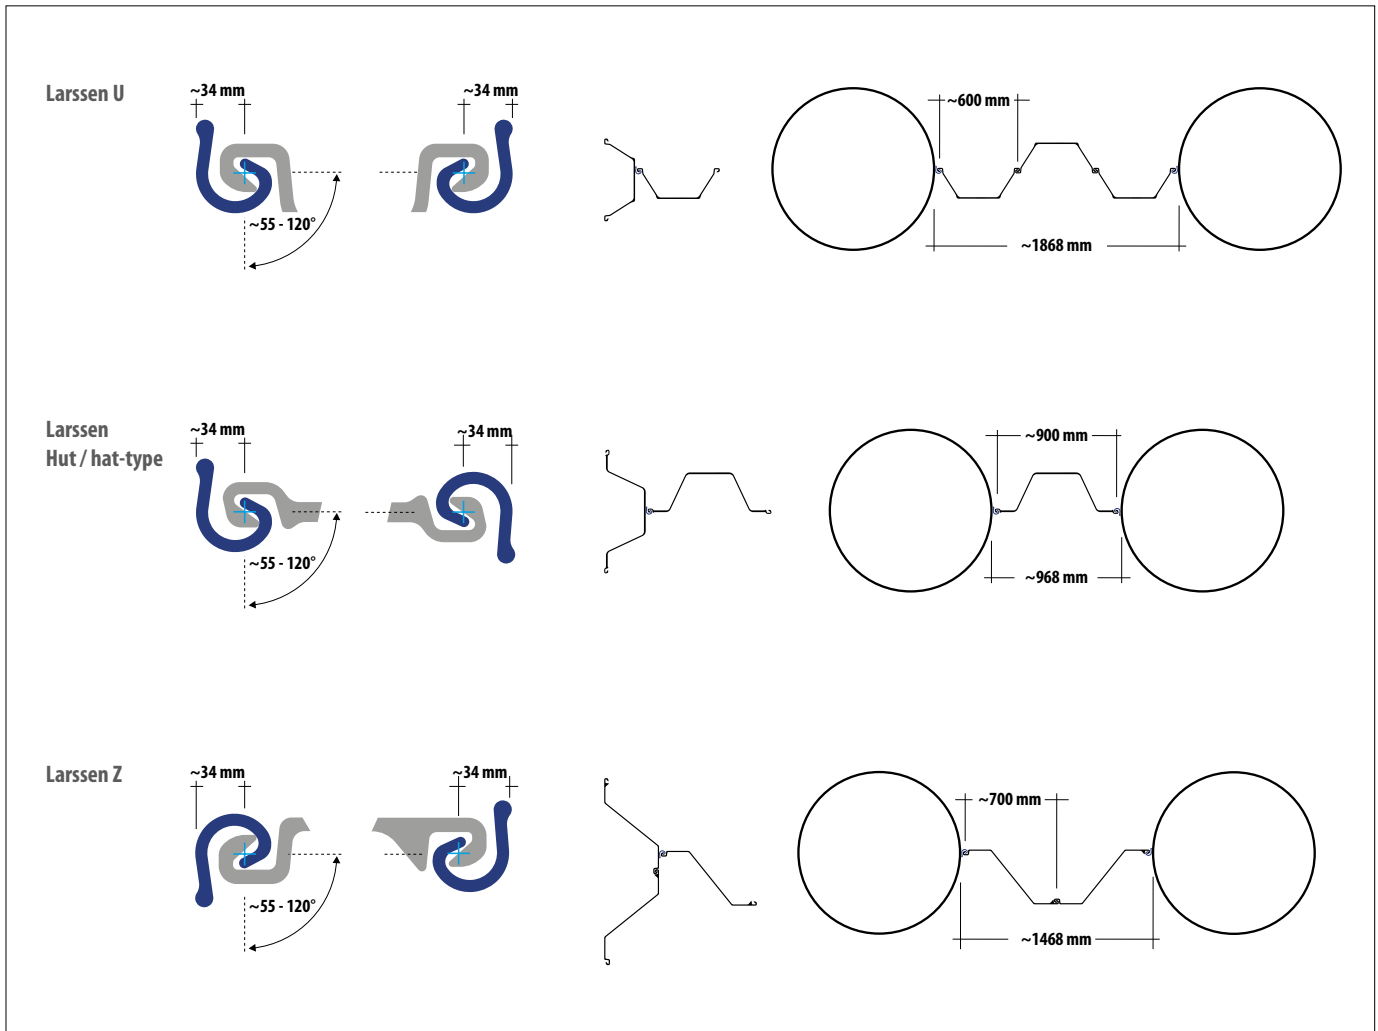 Larssen U
~34 mm
~34 mm
~55 - 120°
~600 mm
~1868 mm
Larssen
Hut / hat-type
~34 mm
~34 mm
~55 - 120°
~900 mm
~968 mm
Larssen Z
~34 mm
~34 mm
~55 - 120°
~700 mm
~1468 mm